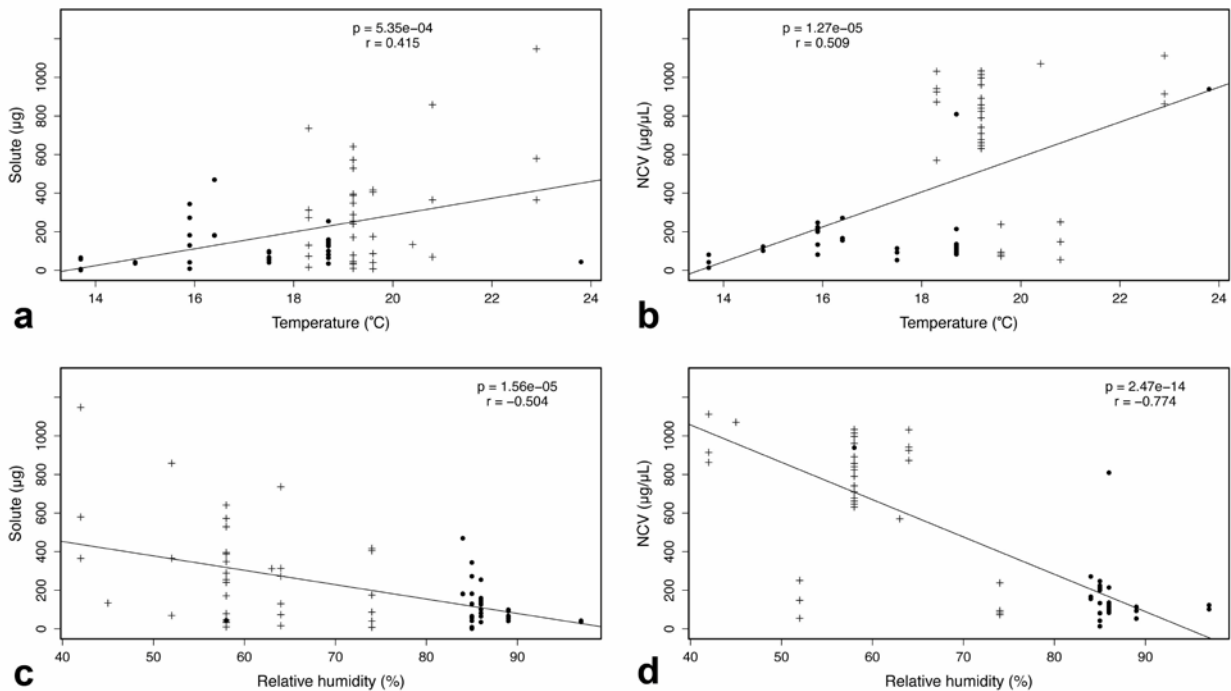 p = 5.35e−04
r = 0.415
Solute (µg)
0 200 400 600 800 1000
14 16 18 20 22 24
Temperature (°C)
a
p = 1.27e−05
r = 0.509
NCV (µg/µL)
0 200 400 600 800 1000
14 16 18 20 22 24
Temperature (°C)
b
p = 1.56e−05
r = −0.504
Solute (µg)
0 200 400 600 800 1000
40 50 60 70 80 90
Relative humidity (%)
c
p = 2.47e−14
r = −0.774
NCV (µg/µL)
0 200 400 600 800 1000
40 50 60 70 80 90
Relative humidity (%)
d